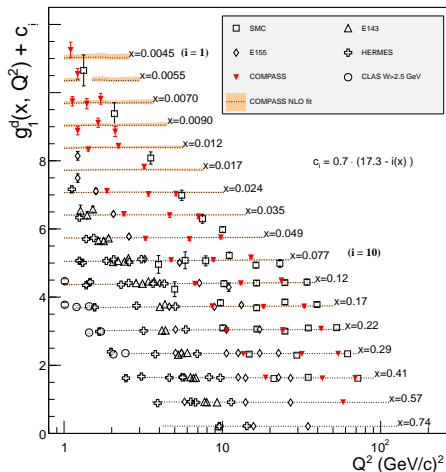 SMC
E143
E155
HERMES
COMPASS
CLAS W>2.5 GeV
COMPASS NLO fit
g₁ᵈ(x, Q²) + cᵢ
x=0.0045 (i = 1)
x=0.0055
x=0.0070
x=0.0090
x=0.012
x=0.017
cᵢ = 0.7 · (17.3 - i(x) )
x=0.024
x=0.035
x=0.049
x=0.077 (i = 10)
x=0.12
x=0.17
x=0.22
x=0.29
x=0.41
x=0.57
x=0.74
10
8
6
4
2
0
1 10 10²
Q² (GeV/c)²